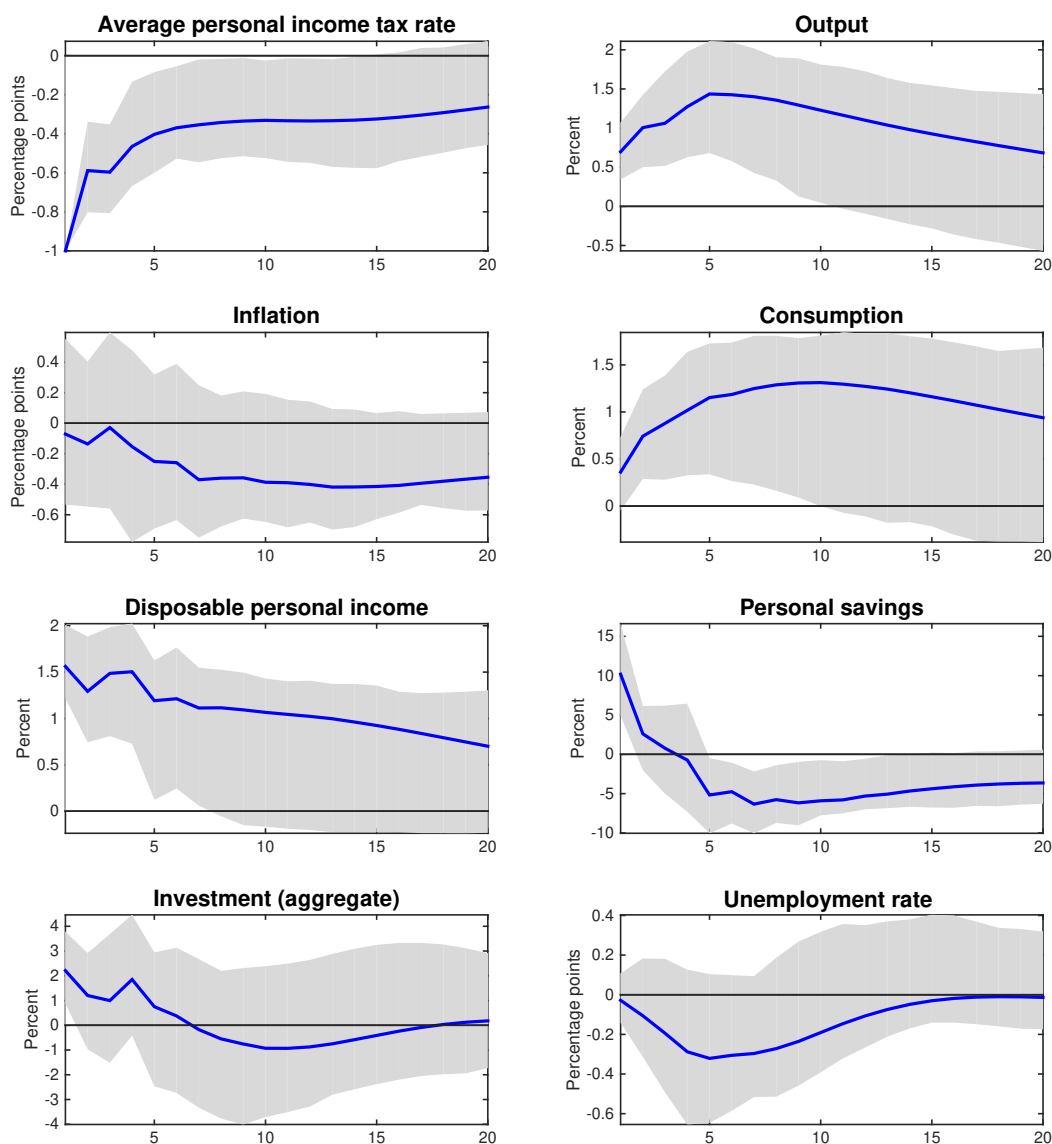 Average personal income tax rate
Percentage points
0
-0.2
-0.4
-0.6
-0.8
-1
5 10 15 20
Output
Percent
2
1.5
1
0.5
0
-0.5
5 10 15 20
Inflation
Percentage points
0.4
0.2
0
-0.2
-0.4
-0.6
5 10 15 20
Consumption
Percent
1.5
1
0.5
0
5 10 15 20
Disposable personal income
Percent
2
1.5
1
0.5
0
5 10 15 20
Personal savings
Percent
15
10
5
0
-5
-10
5 10 15 20
Investment (aggregate)
Percent
4
3
2
1
0
-1
-2
-3
-4
5 10 15 20
Unemployment rate
Percentage points
0.4
0.2
0
-0.2
-0.4
-0.6
5 10 15 20